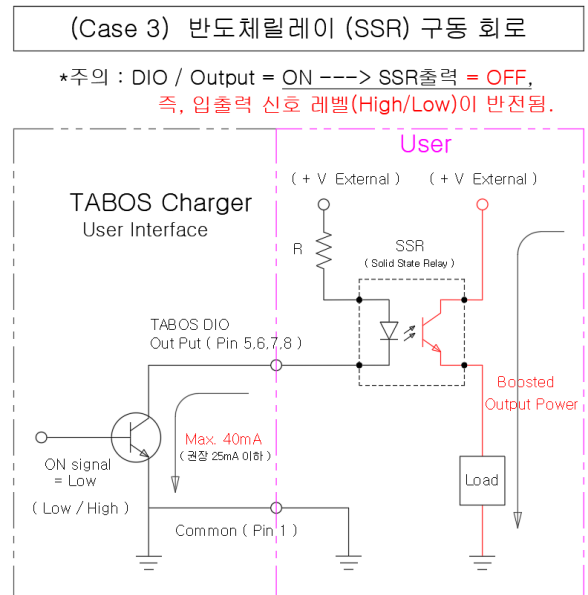 (Case 3) 반도체릴레이 (SSR) 구동 회로
*주의 : DIO / Output = ON ---> SSR출력 = OFF,
즉, 입출력 신호 레벨(High/Low)이 반전됨.
User
( + V External )
( + V External )
TABOS Charger
User Interface
R
SSR
( Solid State Relay )
TABOS DIO
Out Put ( Pin 5,6,7,8 )
Boosted
Output Power
Max. 40mA
( 권장 25mA 이하 )
ON signal
= Low
( Low / High )
Load
Common ( Pin 1 )